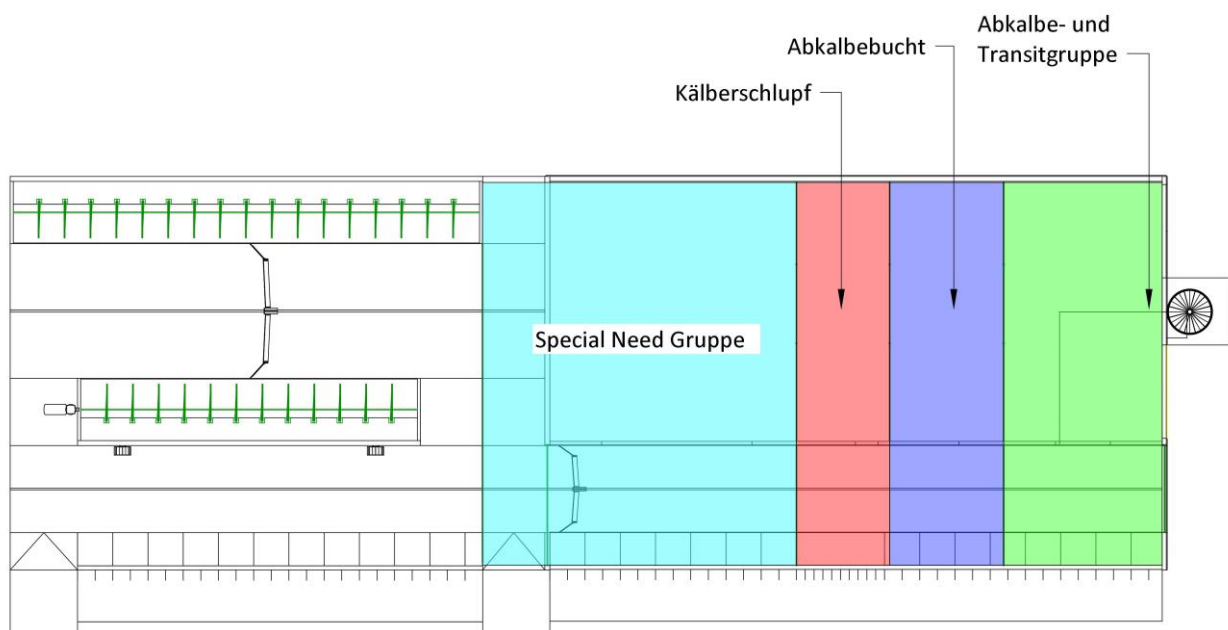 Abkalbe- und
Transitgruppe
Abkalbebucht
Kälberschlupf
Special Need Gruppe